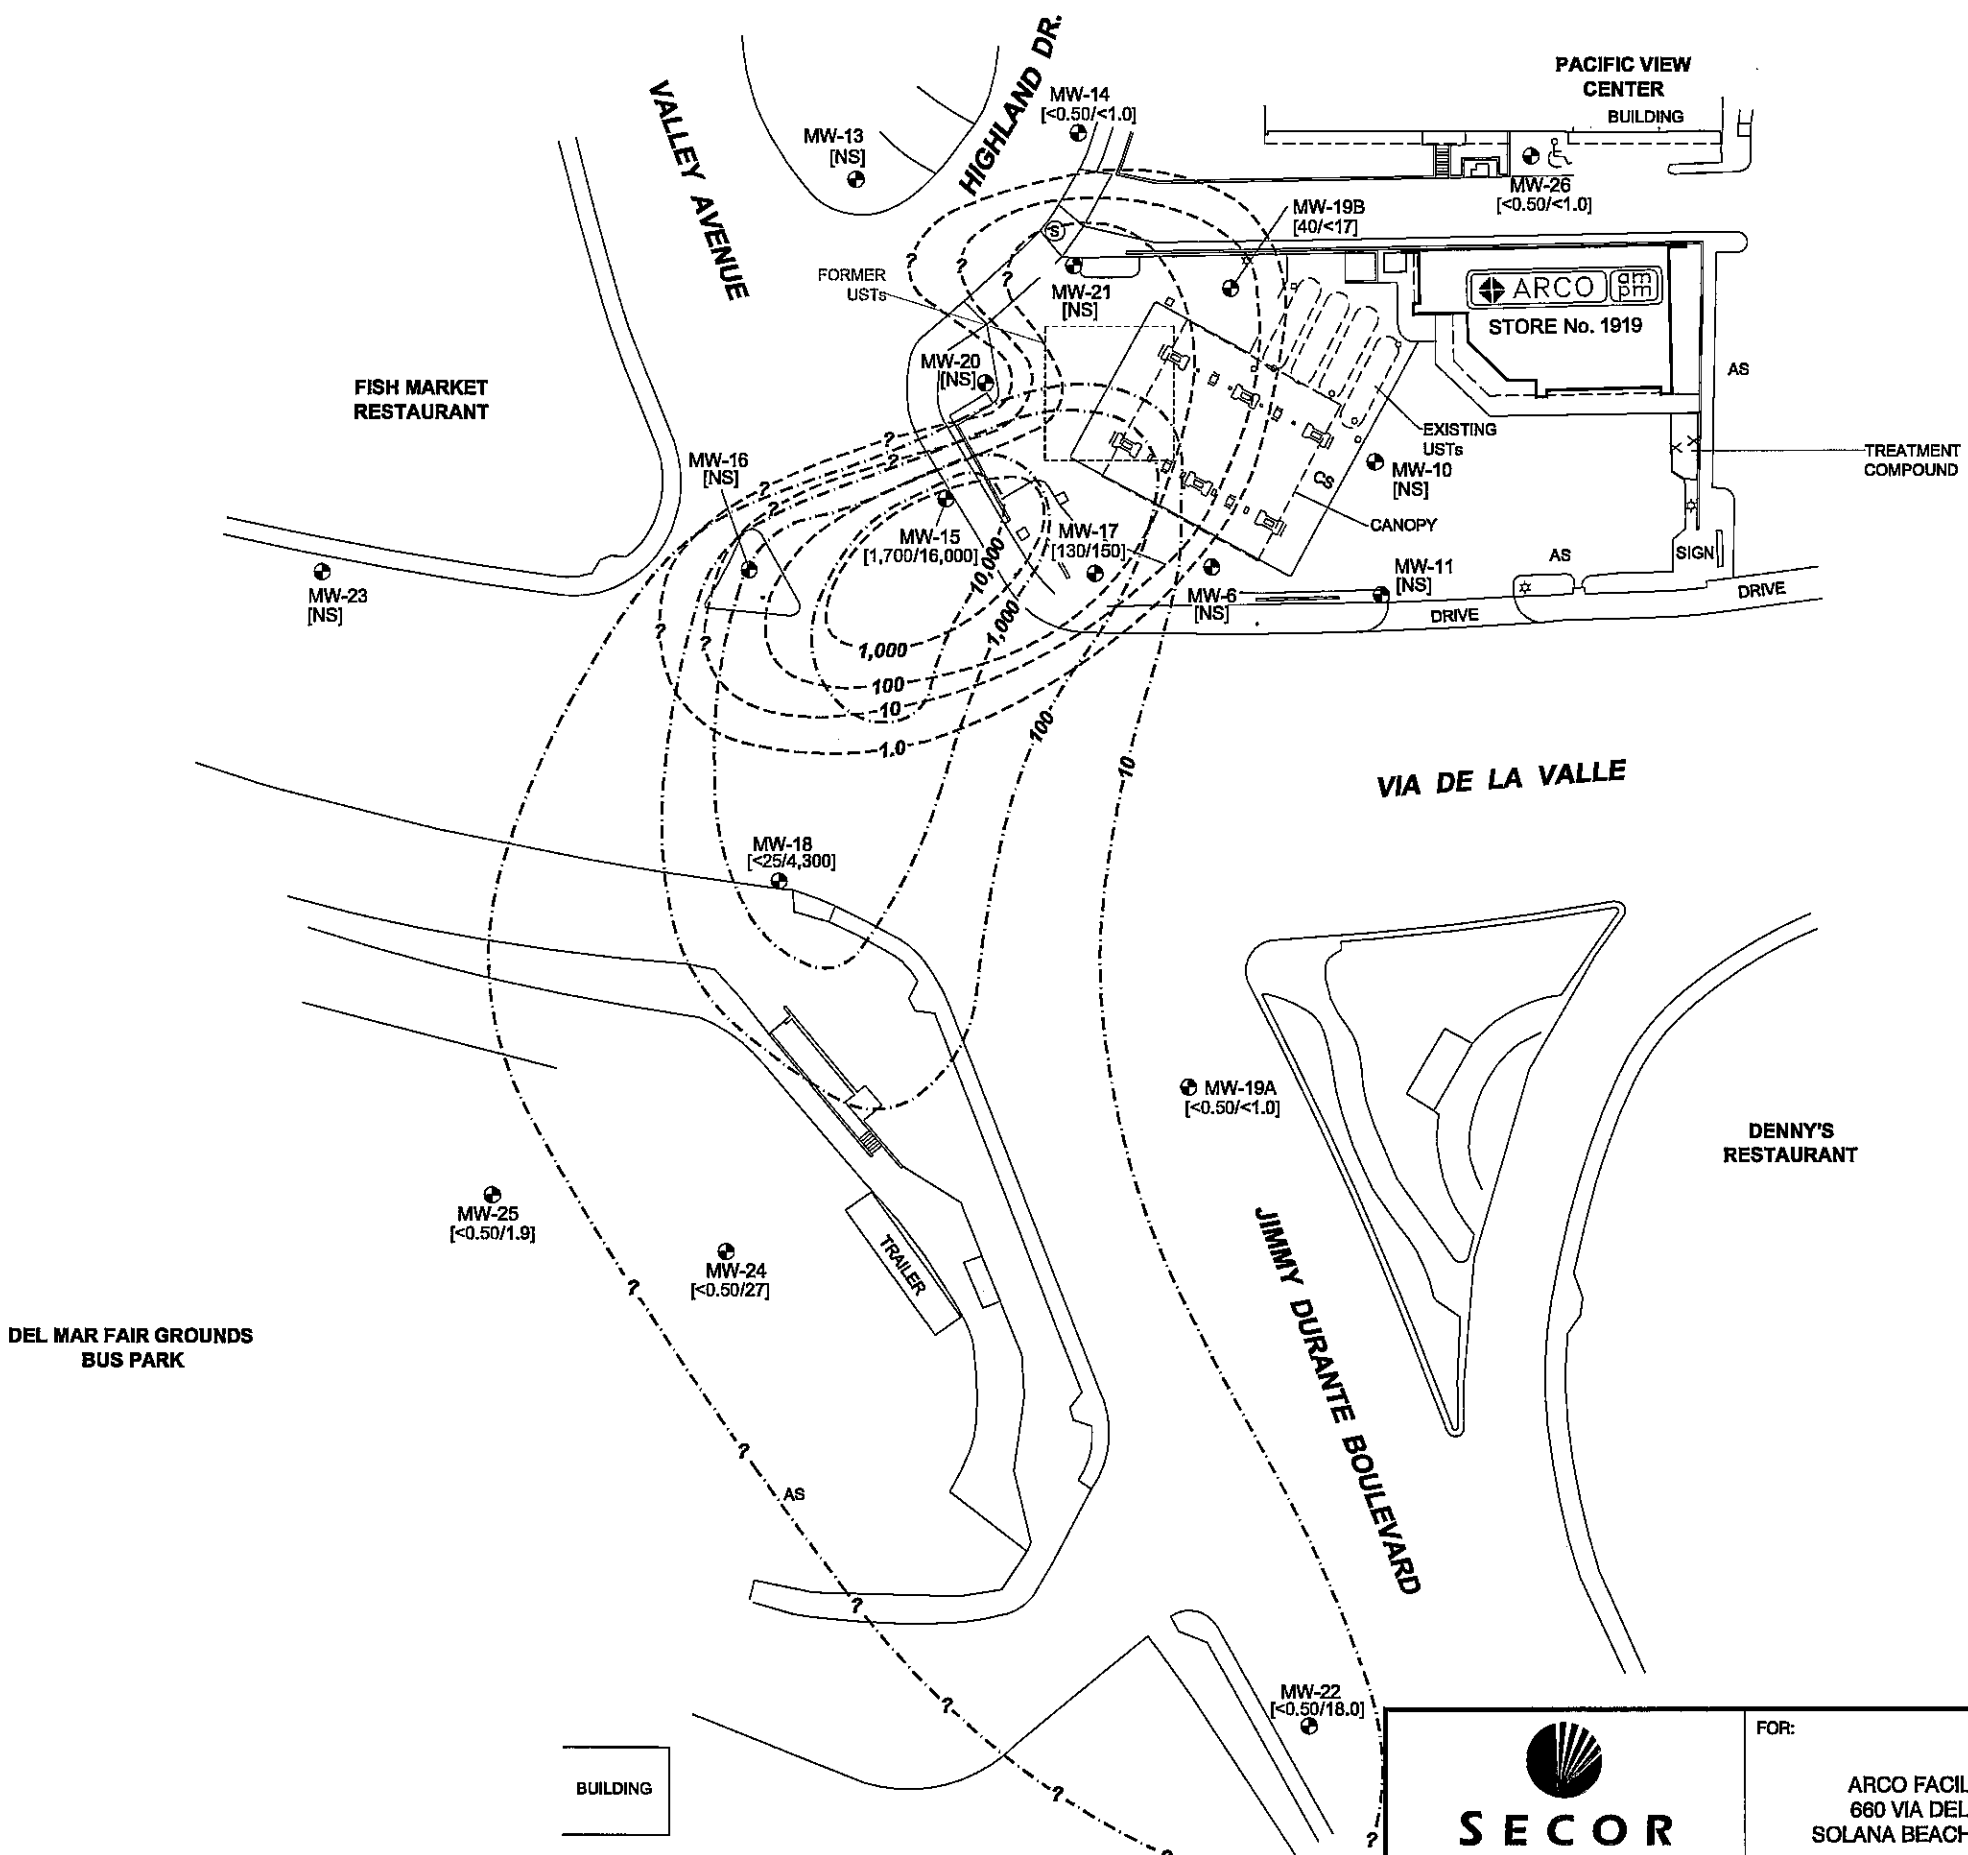 VALLEY AVENUE
HIGHLAND DR.
MW-14
[<0.50/<1.0]
PACIFIC VIEW
CENTER
BUILDING
MW-13
[NS]
MW-26
[<0.50/<1.0]
MW-19B
[40/<17]
S
?
?
?
FORMER
USTs
MW-21
[NS]
ARCO
am
pm
STORE No. 1919
AS
MW-20
[NS]
FISH MARKET
RESTAURANT
EXISTING
USTs
TREATMENT
COMPOUND
?
?
?
?
MW-16
[NS]
MW-10
[NS]
CS
CANOPY
MW-15
[1,700/16,000]
MW-17
[130/150]
10,000
1,000
AS
SIGN
MW-11
[NS]
MW-6
[NS]
DRIVE
DRIVE
MW-23
[NS]
?
?
1,000
100
10
1.0
100
10
VIA DE LA VALLE
MW-18
[<25/4,300]
MW-19A
[<0.50/<1.0]
DENNY'S
RESTAURANT
MW-25
[<0.50/1.9]
MW-24
[<0.50/27]
TRAILER
?
JIMMY DURANTE BOULEVARD
DEL MAR FAIR GROUNDS
BUS PARK
?
AS
?
?
MW-22
[<0.50/18.0]
BUILDING
?
?
?
SECOR
FOR:
ARCO FACIL
660 VIA DEL
SOLANA BEACH